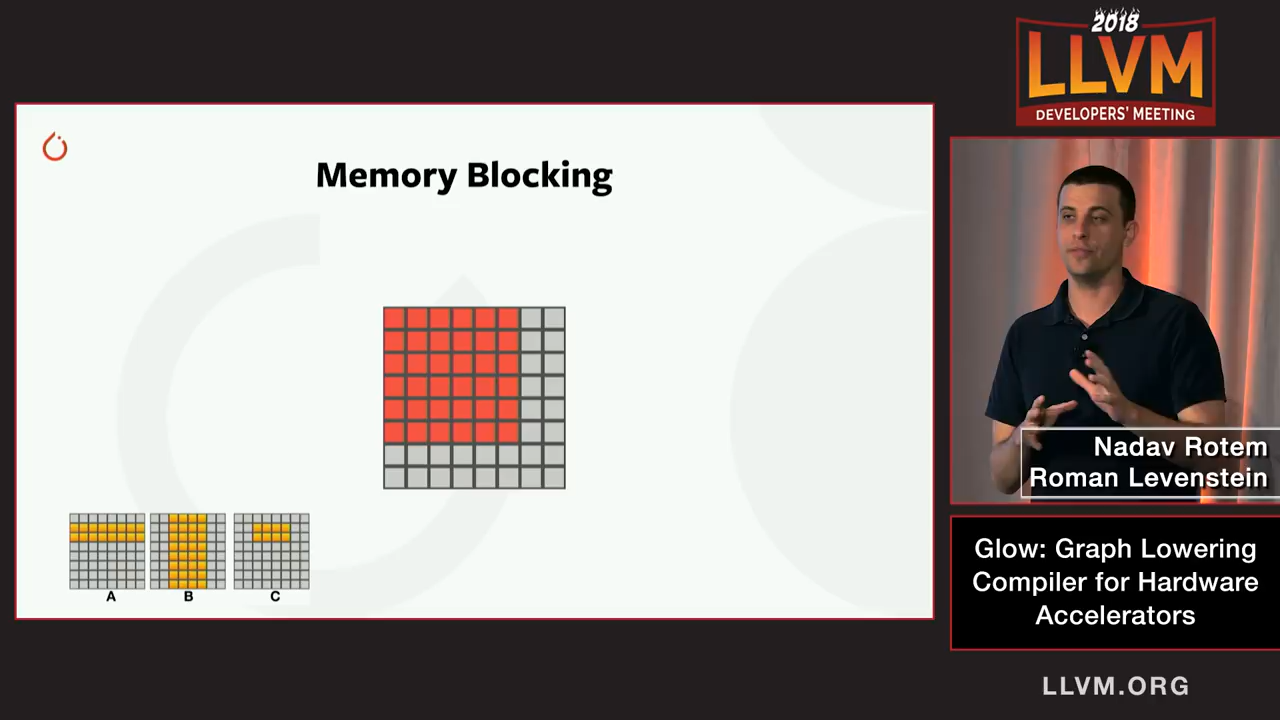 2018
LLVM
DEVELOPERS' MEETING
Memory Blocking
A B C
Nadav Rotem
Roman Levenstein
Glow: Graph Lowering
Compiler for Hardware
Accelerators
LLVM.ORG